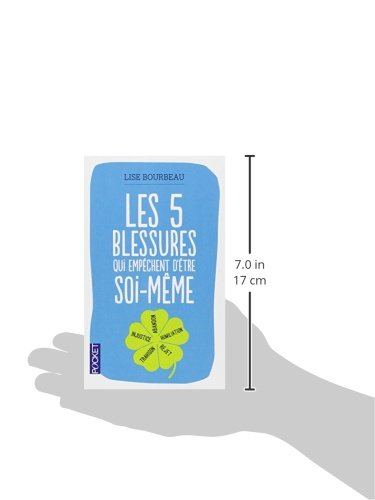 LISE BOURBEAU
LES 5
BLESSURES
QUI EMPÊCHENT D'ÊTRE
SOI-MÊME
ABANDON
INJUSTICE
HUMILIATION
TRAHISON
REJET
POCKET
7.0 in
17 cm